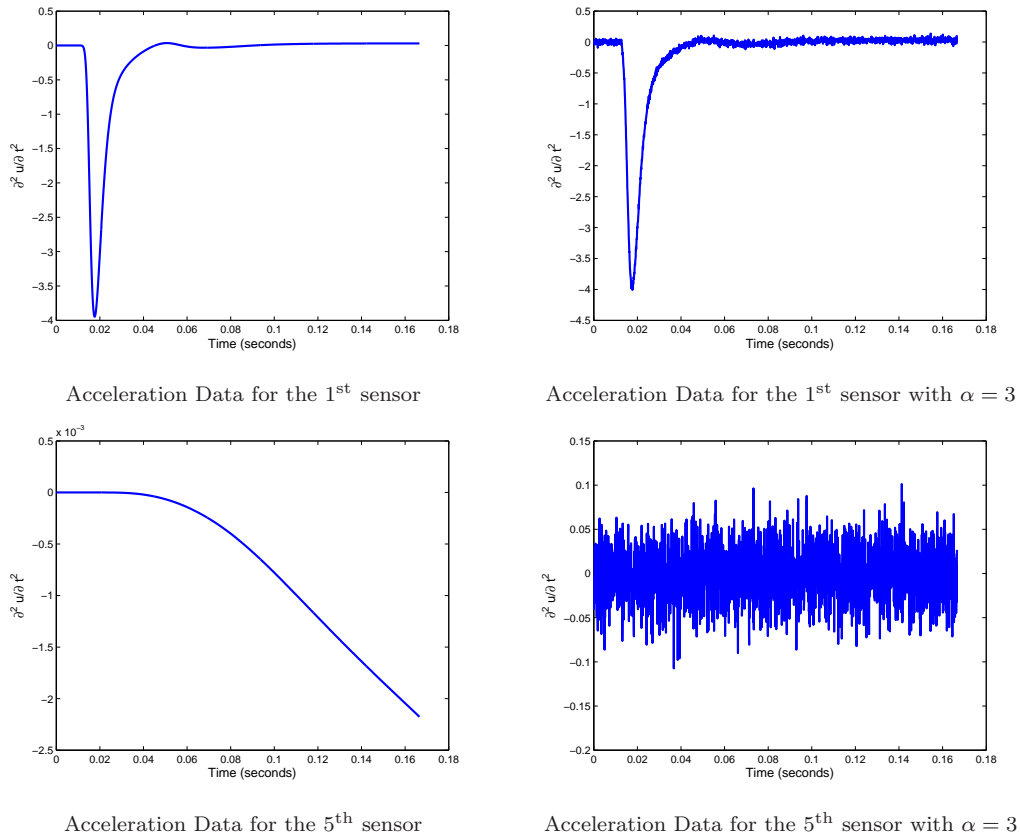 0.5
0
−0.5
−1
−1.5
−2
−2.5
−3
−3.5
−4
∂² u/∂ t²
0 0.02 0.04 0.06 0.08 0.1 0.12 0.14 0.16 0.18
Time (seconds)
Acceleration Data for the 1st sensor
0.5
0
−0.5
−1
−1.5
−2
−2.5
−3
−3.5
−4
−4.5
∂² u/∂ t²
0 0.02 0.04 0.06 0.08 0.1 0.12 0.14 0.16 0.18
Time (seconds)
Acceleration Data for the 1st sensor with α = 3
x 10⁻³
0.5
0
−0.5
−1
−1.5
−2
−2.5
∂² u/∂ t²
0 0.02 0.04 0.06 0.08 0.1 0.12 0.14 0.16 0.18
Time (seconds)
Acceleration Data for the 5th sensor
0.15
0.1
0.05
0
−0.05
−0.1
−0.15
−0.2
∂² u/∂ t²
0 0.02 0.04 0.06 0.08 0.1 0.12 0.14 0.16 0.18
Time (seconds)
Acceleration Data for the 5th sensor with α = 3